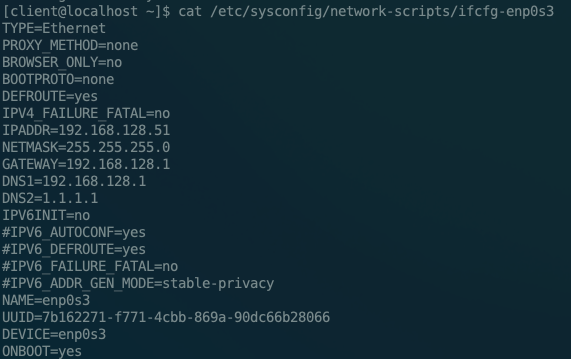 [client@localhost ~]$ cat /etc/sysconfig/network-scripts/ifcfg-enp0s3
TYPE=Ethernet
PROXY_METHOD=none
BROWSER_ONLY=no
BOOTPROTO=none
DEFROUTE=yes
IPV4_FAILURE_FATAL=no
IPADDR=192.168.128.51
NETMASK=255.255.255.0
GATEWAY=192.168.128.1
DNS1=192.168.128.1
DNS2=1.1.1.1
IPV6INIT=no
#IPV6_AUTOCONF=yes
#IPV6_DEFROUTE=yes
#IPV6_FAILURE_FATAL=no
#IPV6_ADDR_GEN_MODE=stable-privacy
NAME=enp0s3
UUID=7b162271-f771-4cbb-869a-90dc66b28066
DEVICE=enp0s3
ONBOOT=yes